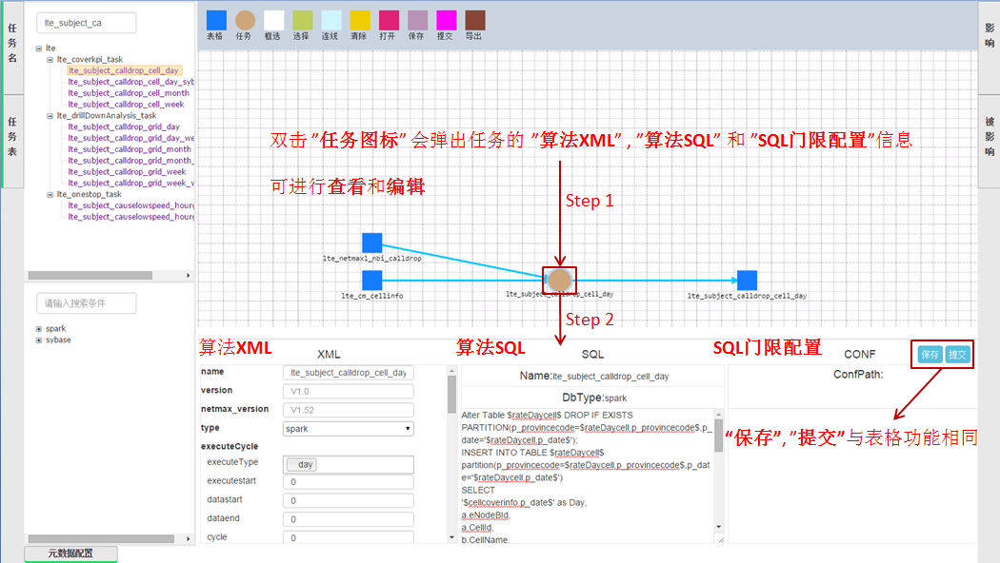 任务名
任务表
lte_subject_ca
lte
lte_coverkpi_task
lte_subject_calldrop_cell_day
lte_subject_calldrop_cell_day_syb
lte_subject_calldrop_cell_month
lte_subject_calldrop_cell_week
lte_drillDownAnalysis_task
lte_subject_calldrop_grid_day
lte_subject_calldrop_grid_day_we
lte_subject_calldrop_grid_month
lte_subject_calldrop_grid_month_
lte_subject_calldrop_grid_week
lte_subject_calldrop_grid_week_w
lte_onestop_task
lte_subject_causelowspeed_hourg
lte_subject_causelowspeed_hourg
请输入搜索条件
spark
sybase
元数据配置
表格 任务 框选 选择 连线 清除 打开 保存 提交 导出
影响
被影响
双击 ”任务图标” 会弹出任务的 ”算法XML” , ”算法SQL” 和 ”SQL门限配置”信息
可进行查看和编辑
Step 1
lte_netmaxl_nbi_calldrop
lte_cm_cellinfo
lte_subject_calldrop_cell_day
lte_subject_calldrop_cell_day
Step 2
算法XML
XML
name lte_subject_calldrop_cell_day
version V1.0
netmax_version V1.52
type spark
executeCycle
executeType day
executestart 0
datastart 0
dataend 0
cycle 0
算法SQL
SQL
Name:lte_subject_calldrop_cell_day
DbType:spark
Alter Table $rateDaycell$ DROP IF EXISTS
PARTITION(p_provincecode=$rateDaycell.p_provincecode$,p_
date='$rateDaycell.p_date$');
INSERT INTO TABLE $rateDaycell$
partition(p_provincecode=$rateDaycell.p_provincecode$,p_dat
e='$rateDaycell.p_date$')
SELECT
'$cellcoverinfo.p_date$' as Day,
a.eNodeBId,
a.CellId,
b.CellName,
SQL门限配置
CONF
保存 提交
ConfPath:
“保存”,”提交”与表格功能相同